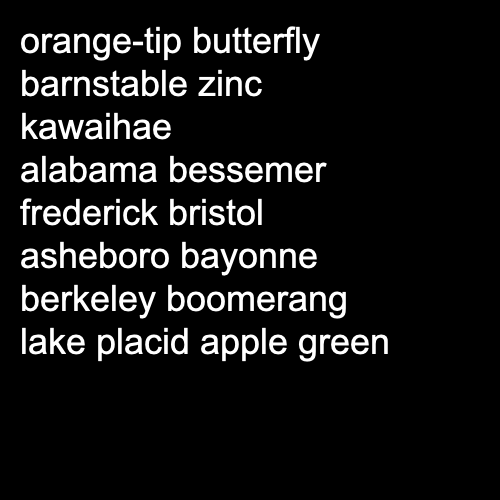 orange-tip butterfly
barnstable zinc
kawaihae
alabama bessemer
frederick bristol
asheboro bayonne
berkeley boomerang
lake placid apple green